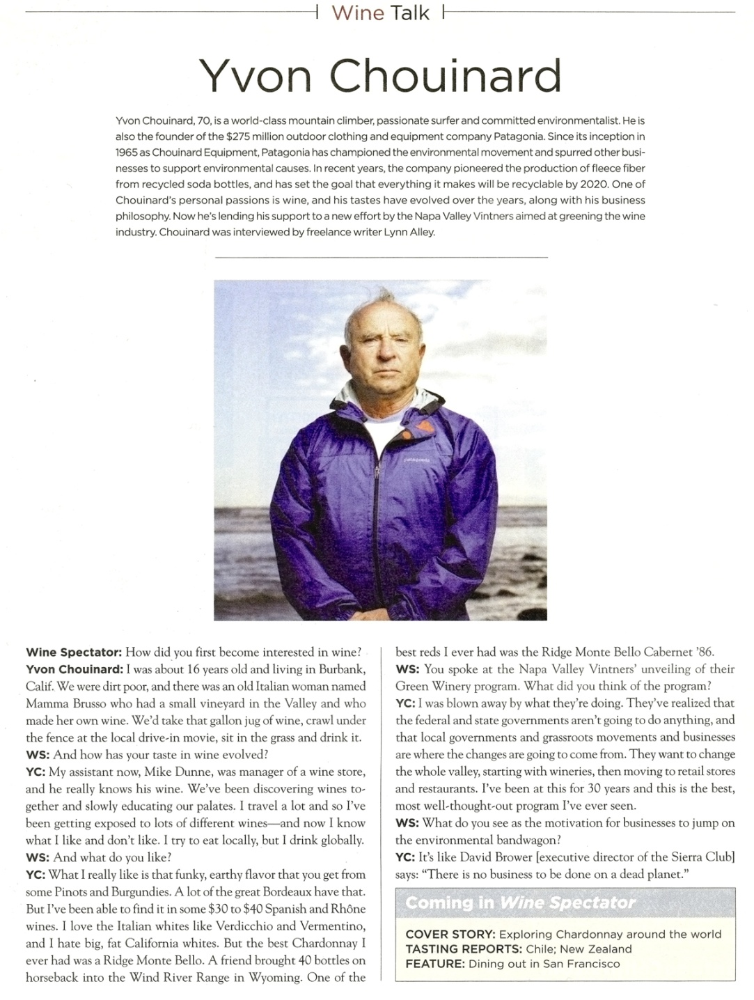 Wine Talk
Yvon Chouinard
Yvon Chouinard, 70, is a world-class mountain climber, passionate surfer and committed environmentalist. He is
also the founder of the $275 million outdoor clothing and equipment company Patagonia. Since its inception in
1965 as Chouinard Equipment, Patagonia has championed the environmental movement and spurred other busi-
nesses to support environmental causes. In recent years, the company pioneered the production of fleece fiber
from recycled soda bottles, and has set the goal that everything it makes will be recyclable by 2020. One of
Chouinard's personal passions is wine, and his tastes have evolved over the years, along with his business
philosophy. Now he's lending his support to a new effort by the Napa Valley Vintners aimed at greening the wine
industry. Chouinard was interviewed by freelance writer Lynn Alley.
patagonia
Wine Spectator: How did you first become interested in wine?
Yvon Chouinard: I was about 16 years old and living in Burbank,
Calif. We were dirt poor, and there was an old Italian woman named
Mamma Brusso who had a small vineyard in the Valley and who
made her own wine. We'd take that gallon jug of wine, crawl under
the fence at the local drive-in movie, sit in the grass and drink it.
WS: And how has your taste in wine evolved?
YC: My assistant now, Mike Dunne, was manager of a wine store,
and he really knows his wine. We've been discovering wines to-
gether and slowly educating our palates. I travel a lot and so I've
been getting exposed to lots of different wines—and now I know
what I like and don't like. I try to eat locally, but I drink globally.
WS: And what do you like?
YC: What I really like is that funky, earthy flavor that you get from
some Pinots and Burgundies. A lot of the great Bordeaux have that.
But I've been able to find it in some $30 to $40 Spanish and Rhône
wines. I love the Italian whites like Verdicchio and Vermentino,
and I hate big, fat California whites. But the best Chardonnay I
ever had was a Ridge Monte Bello. A friend brought 40 bottles on
horseback into the Wind River Range in Wyoming. One of the
best reds I ever had was the Ridge Monte Bello Cabernet '86.
WS: You spoke at the Napa Valley Vintners' unveiling of their
Green Winery program. What did you think of the program?
YC: I was blown away by what they're doing. They've realized that
the federal and state governments aren't going to do anything, and
that local governments and grassroots movements and businesses
are where the changes are going to come from. They want to change
the whole valley, starting with wineries, then moving to retail stores
and restaurants. I've been at this for 30 years and this is the best,
most well-thought-out program I've ever seen.
WS: What do you see as the motivation for businesses to jump on
the environmental bandwagon?
YC: It's like David Brower [executive director of the Sierra Club]
says: "There is no business to be done on a dead planet."
Coming in Wine Spectator
COVER STORY: Exploring Chardonnay around the world
TASTING REPORTS: Chile; New Zealand
FEATURE: Dining out in San Francisco